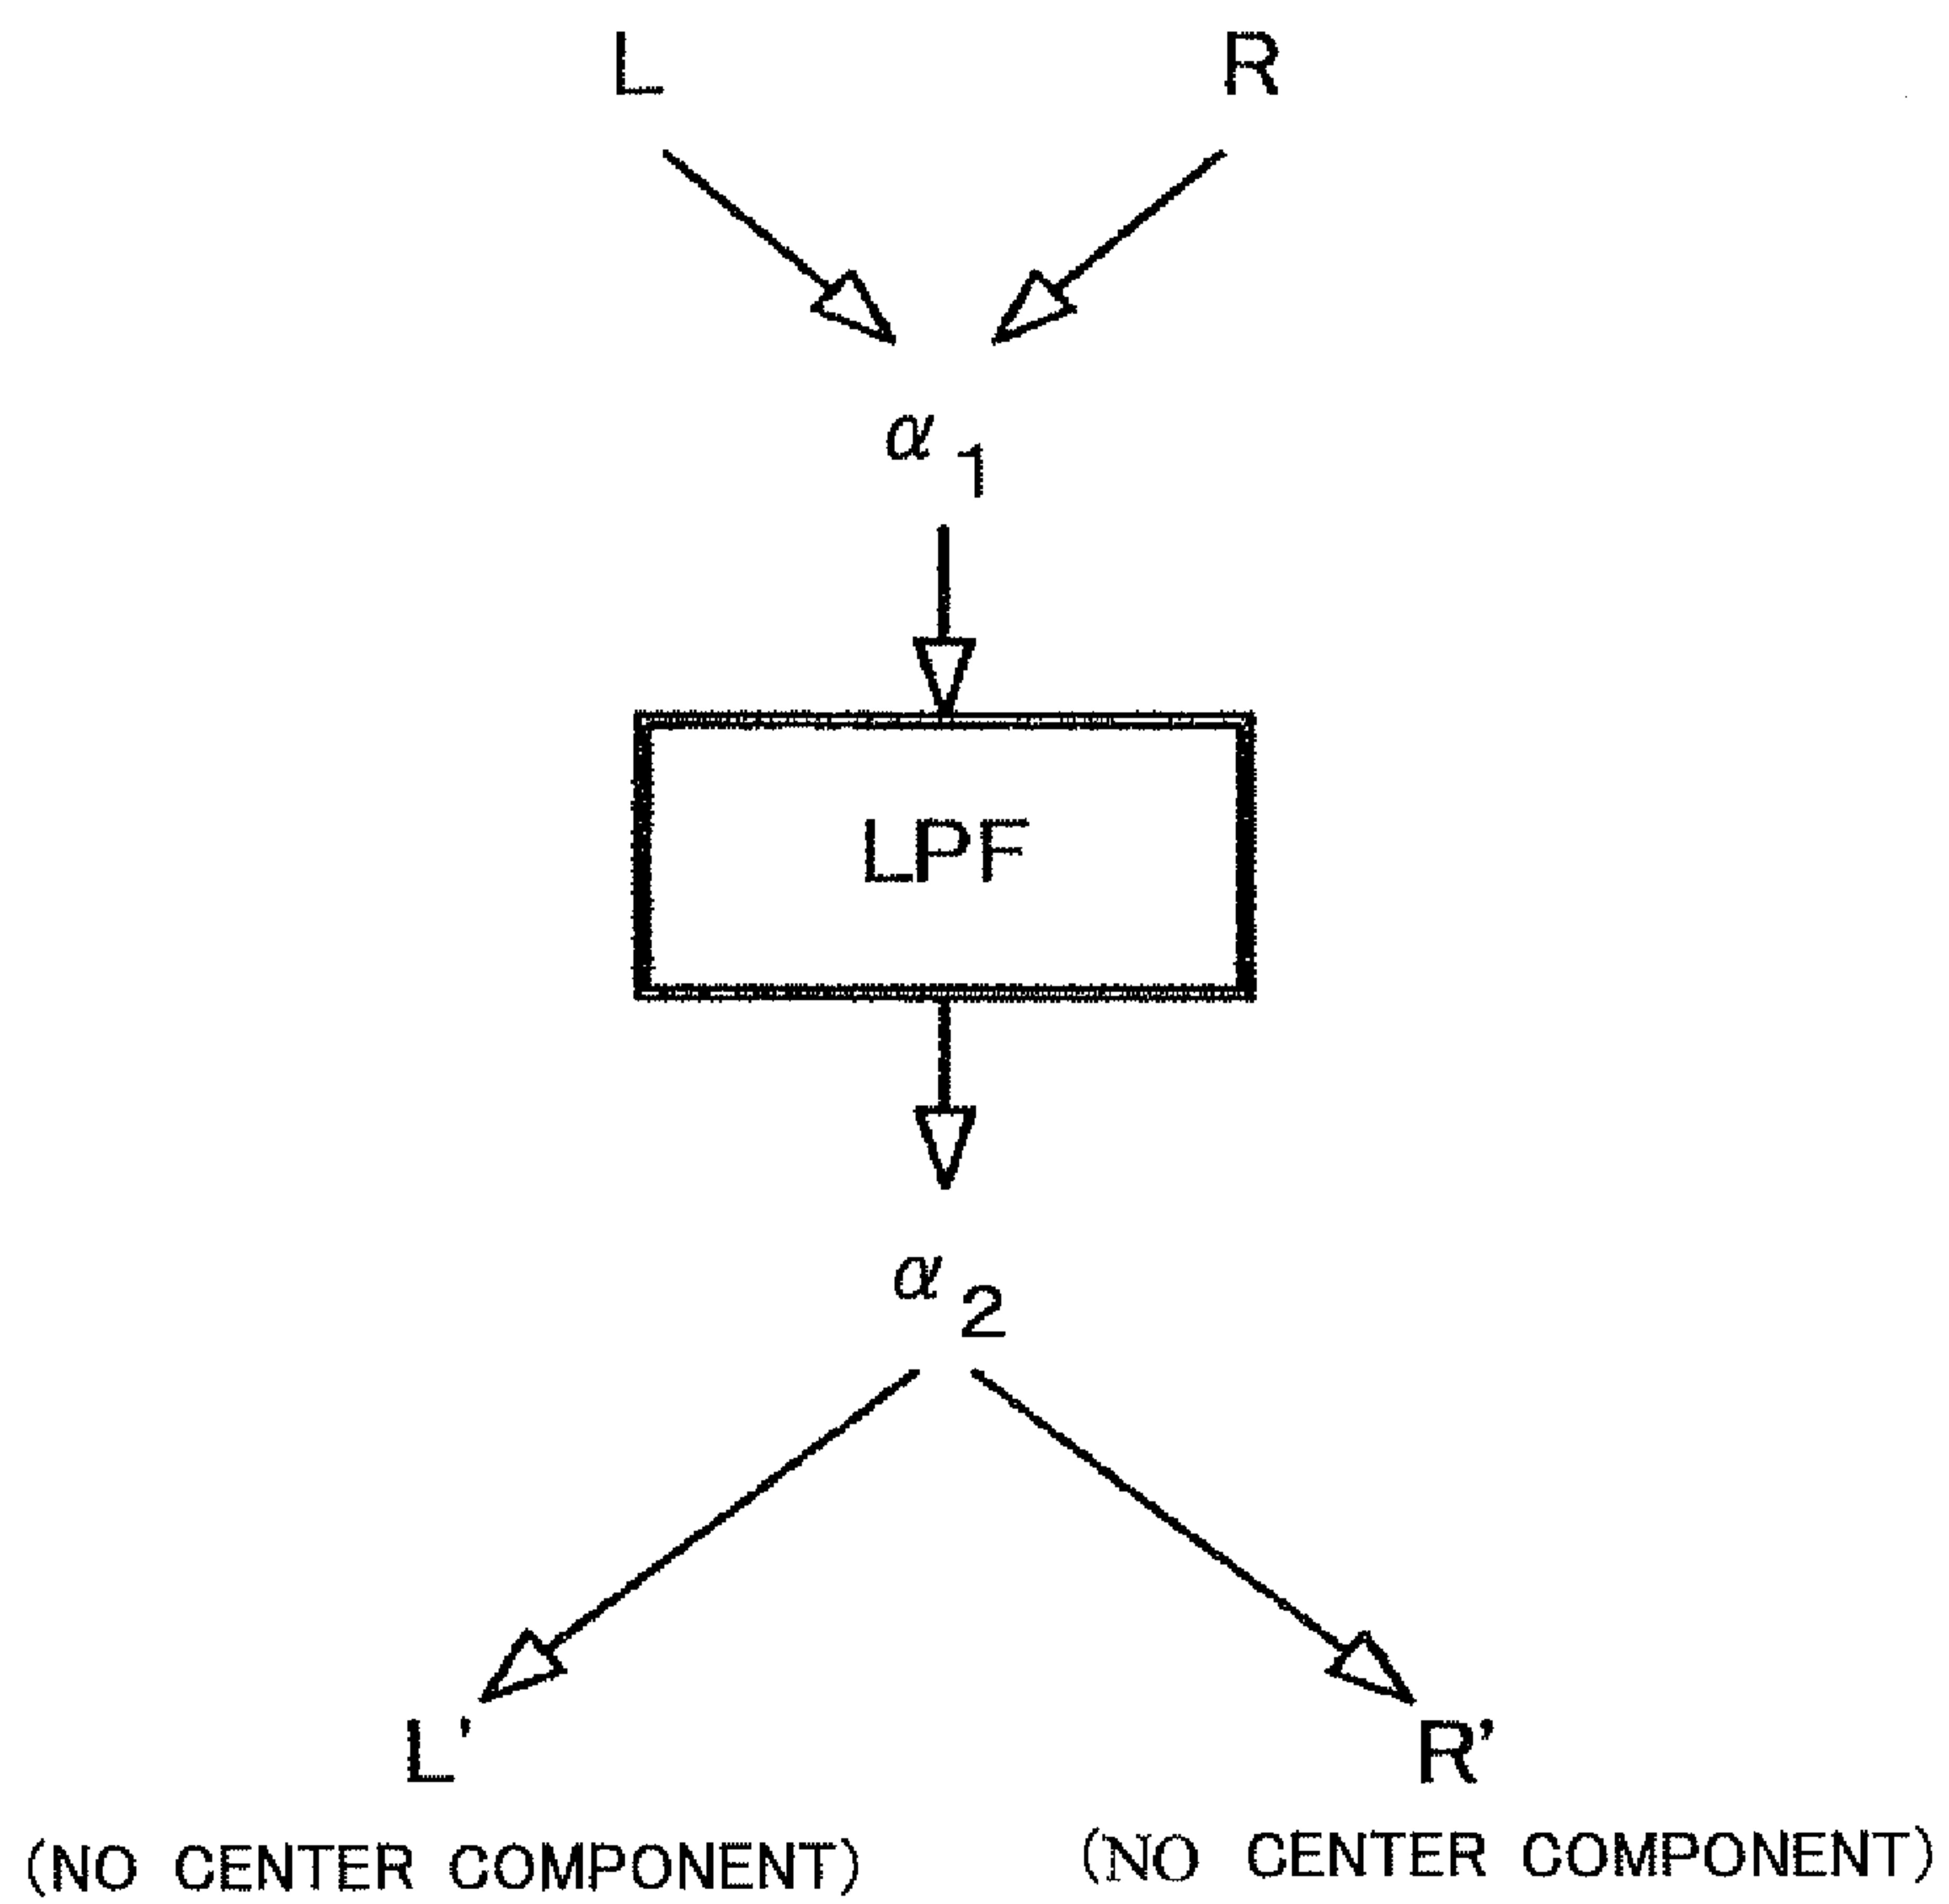 L R
α1
LPF
α2
L' R'
(NO CENTER COMPONENT) (NO CENTER COMPONENT)